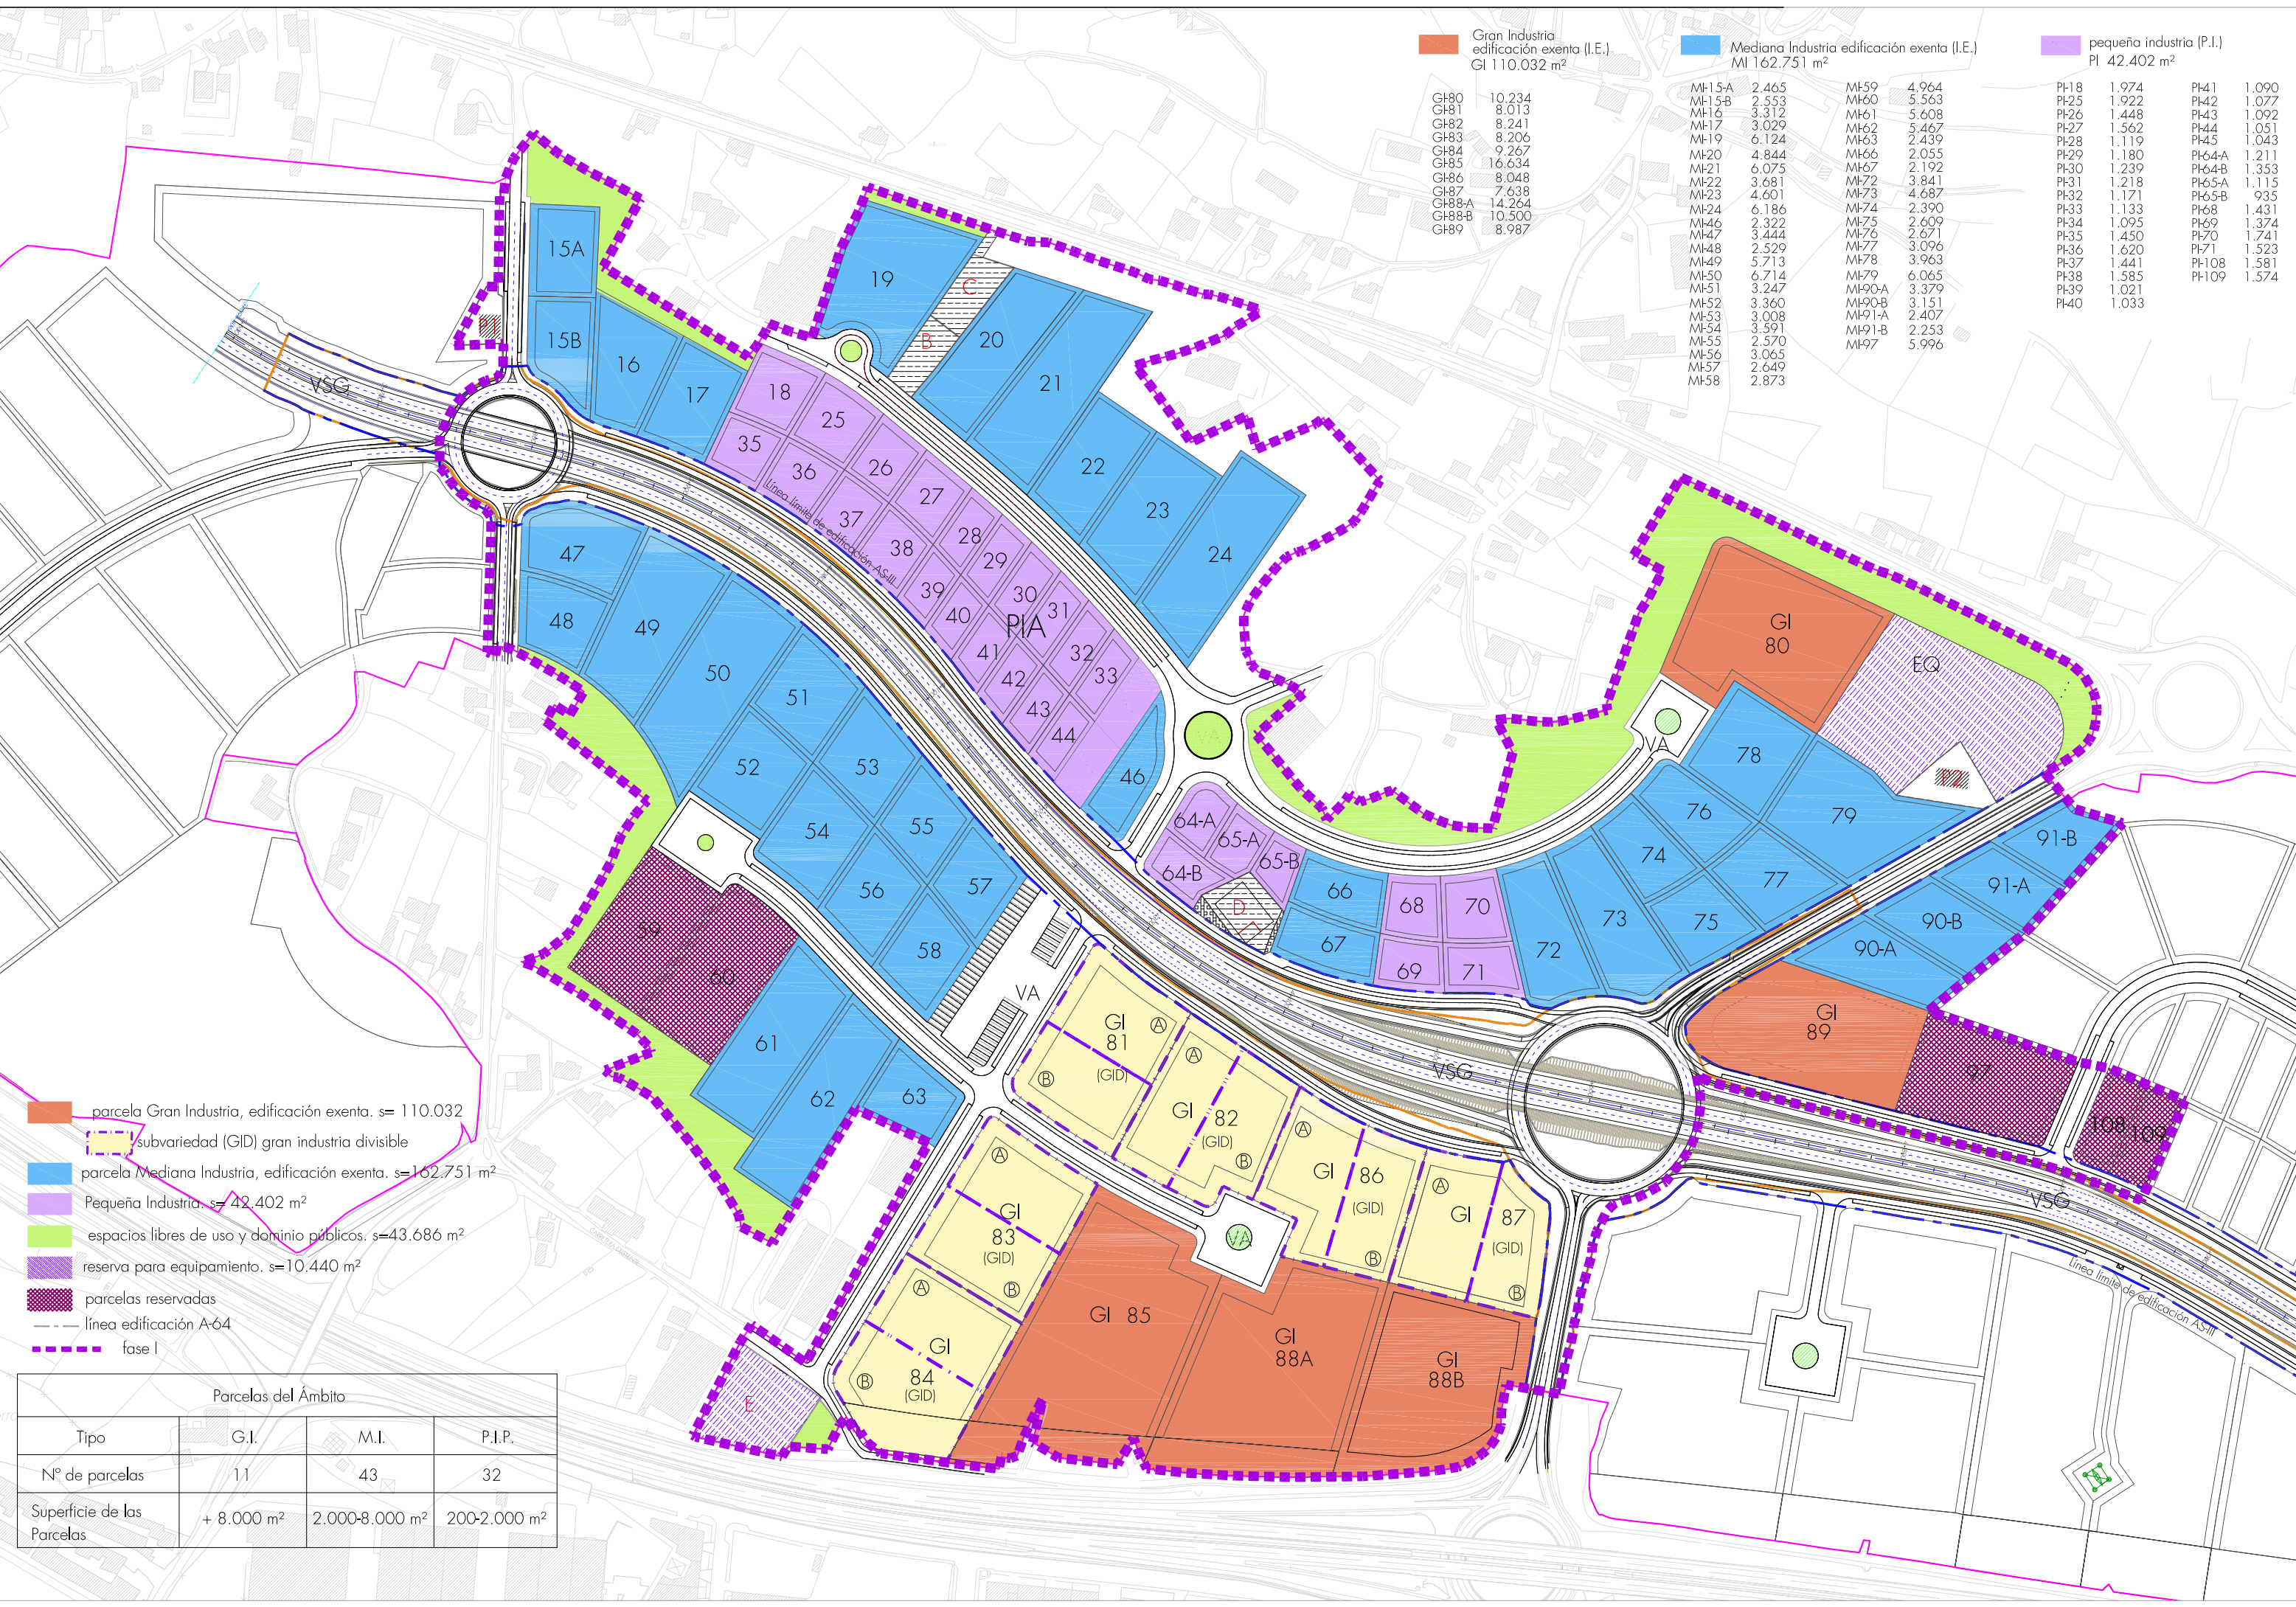 Gran Industria
edificación exenta (I.E.)
GI 110.032 m²
GI-80 10.234
GI-81 8.013
GI-82 8.241
GI-83 8.206
GI-84 9.267
GI-85 16.634
GI-86 8.048
GI-87 7.638
GI-88-A 14.264
GI-88-B 10.500
GI-89 8.987
Mediana Industria edificación exenta (I.E.)
MI 162.751 m²
MI-15-A 2.465
MI-15-B 2.553
MI-16 3.312
MI-17 3.029
MI-19 6.124
MI-20 4.844
MI-21 6.075
MI-22 3.681
MI-23 4.601
MI-24 6.186
MI-46 2.322
MI-47 3.444
MI-48 2.529
MI-49 5.713
MI-50 6.714
MI-51 3.247
MI-52 3.360
MI-53 3.008
MI-54 3.591
MI-55 2.570
MI-56 3.065
MI-57 2.649
MI-58 2.873
MI-59 4.964
MI-60 5.563
MI-61 5.608
MI-62 5.467
MI-63 2.439
MI-66 2.055
MI-67 2.192
MI-72 3.841
MI-73 4.687
MI-74 2.390
MI-75 2.609
MI-76 2.671
MI-77 3.096
MI-78 3.963
MI-79 6.065
MI-90-A 3.379
MI-90-B 3.151
MI-91-A 2.407
MI-91-B 2.253
MI-97 5.996
pequeña industria (P.I.)
PI 42.402 m²
PI-18 1.974
PI-25 1.922
PI-26 1.448
PI-27 1.562
PI-28 1.119
PI-29 1.180
PI-30 1.239
PI-31 1.218
PI-32 1.171
PI-33 1.133
PI-34 1.095
PI-35 1.450
PI-36 1.620
PI-37 1.441
PI-38 1.585
PI-39 1.021
PI-40 1.033
PI-41 1.090
PI-42 1.077
PI-43 1.092
PI-44 1.051
PI-45 1.043
PI-64-A 1.211
PI-64-B 1.353
PI-65-A 1.115
PI-65-B 935
PI-68 1.431
PI-69 1.374
PI-70 1.741
PI-71 1.523
PI-108 1.581
PI-109 1.574
15A
15B
16
17
P1
VSG
19
C
B
20
21
22
23
24
18
25
26
27
28
29
30
31
32
33
35
36
37
38
39
40
41
42
43
44
PIA
Línea limite de edificación AS-II
46
VA
47
48
49
50
51
52
53
54
55
56
57
58
59
60
61
62
63
VA
64-A
64-B
65-A
65-B
D
66
67
68
69
70
71
72
73
74
75
76
77
78
79
VA
GI
80
EQ
P2
91-B
91-A
90-B
90-A
GI
89
97
108
109
VSG
VSG
GI
81
(GID)
A
B
GI
82
(GID)
A
B
GI
83
(GID)
A
B
GI
84
(GID)
A
B
GI 85
GI
86
(GID)
A
B
GI
87
(GID)
A
B
VA
GI
88A
GI
88B
E
Línea limite de edificación AS-II
parcela Gran Industria, edificación exenta. s= 110.032
subvariedad (GID) gran industria divisible
parcela Mediana Industria, edificación exenta. s=162.751 m²
Pequeña Industria. s= 42.402 m²
espacios libres de uso y dominio públicos. s=43.686 m²
reserva para equipamiento. s=10.440 m²
parcelas reservadas
línea edificación A-64
fase I
Parcelas del Ámbito
Tipo G.I. M.I. P.I.P.
Nº de parcelas 11 43 32
Superficie de las
Parcelas
+ 8.000 m² 2.000-8.000 m² 200-2.000 m²